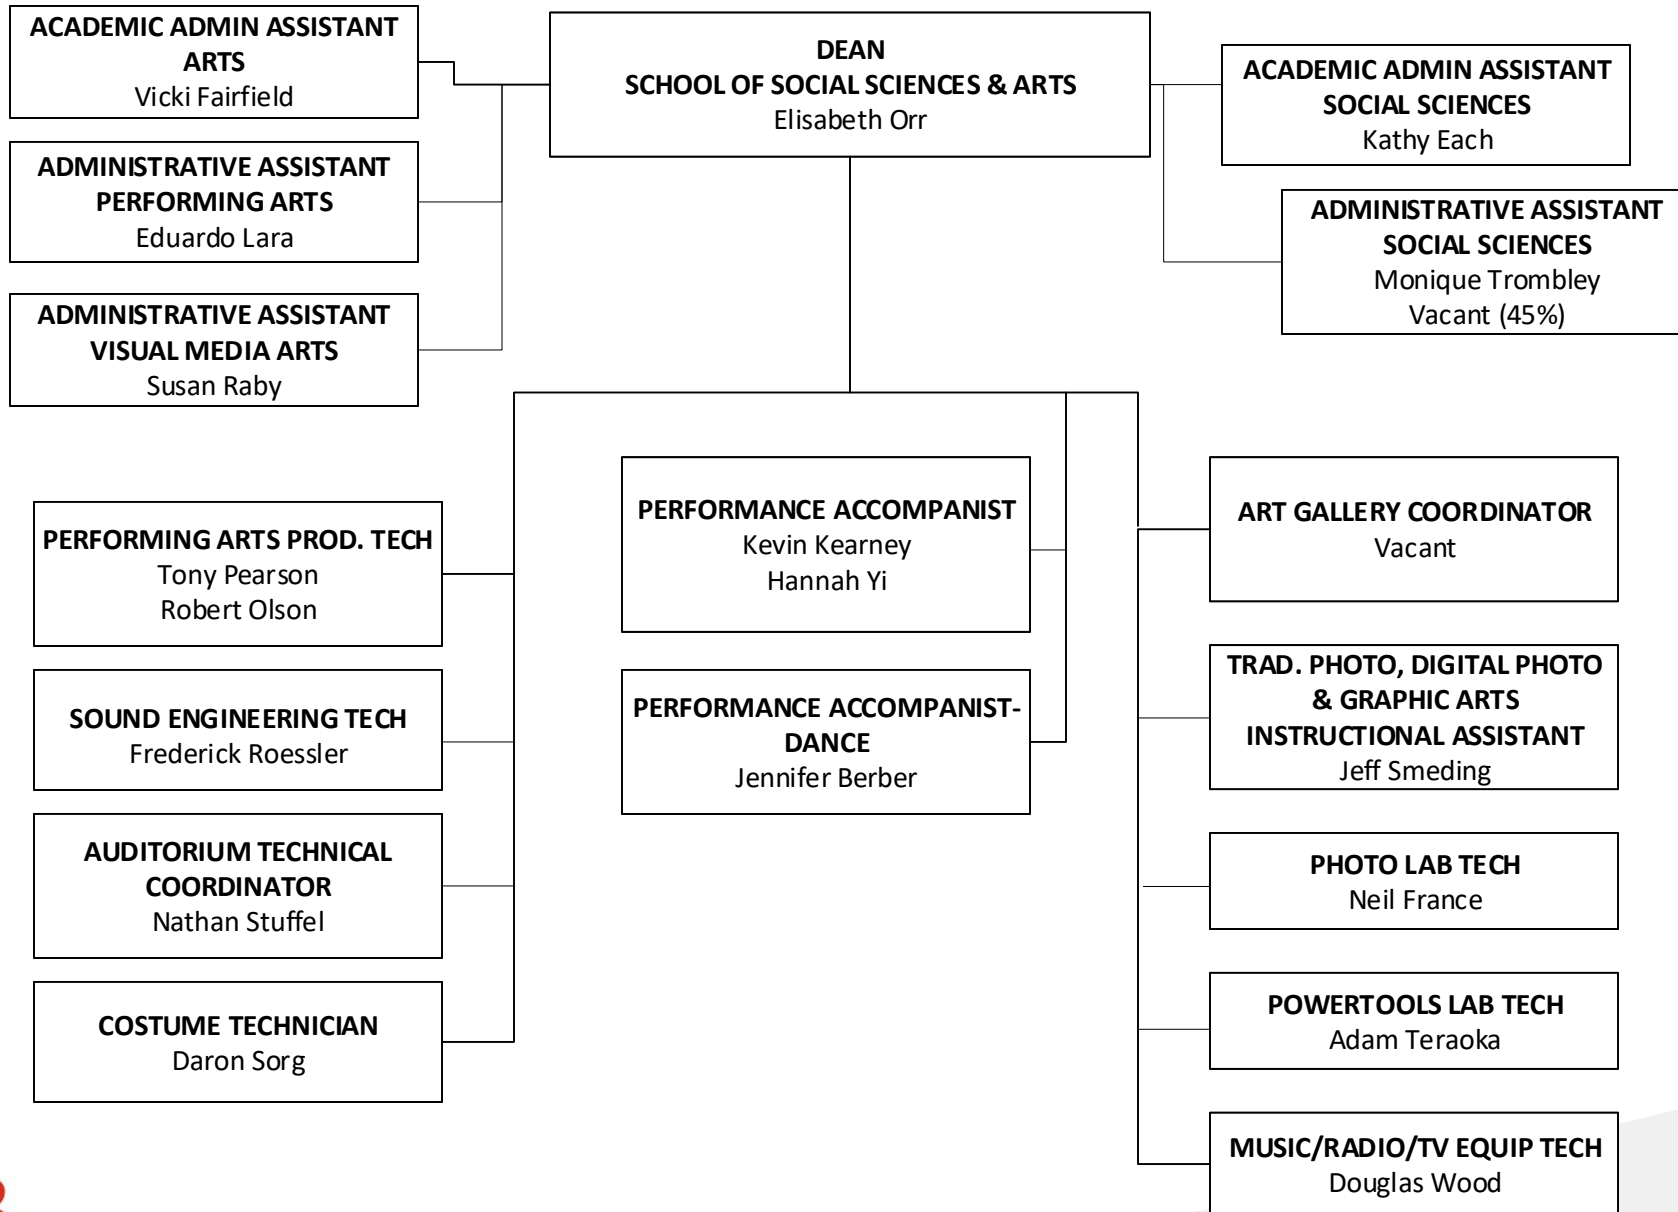 ACADEMIC ADMIN ASSISTANT
ARTS
Vicki Fairfield
DEAN
SCHOOL OF SOCIAL SCIENCES & ARTS
Elisabeth Orr
ACADEMIC ADMIN ASSISTANT
SOCIAL SCIENCES
Kathy Each
ADMINISTRATIVE ASSISTANT
PERFORMING ARTS
Eduardo Lara
ADMINISTRATIVE ASSISTANT
SOCIAL SCIENCES
Monique Trombley
Vacant (45%)
ADMINISTRATIVE ASSISTANT
VISUAL MEDIA ARTS
Susan Raby
PERFORMING ARTS PROD. TECH
Tony Pearson
Robert Olson
SOUND ENGINEERING TECH
Frederick Roessler
AUDITORIUM TECHNICAL
COORDINATOR
Nathan Stuffel
COSTUME TECHNICIAN
Daron Sorg
PERFORMANCE ACCOMPANIST
Kevin Kearney
Hannah Yi
PERFORMANCE ACCOMPANIST-
DANCE
Jennifer Berber
ART GALLERY COORDINATOR
Vacant
TRAD. PHOTO, DIGITAL PHOTO
& GRAPHIC ARTS
INSTRUCTIONAL ASSISTANT
Jeff Smeding
PHOTO LAB TECH
Neil France
POWERTOOLS LAB TECH
Adam Teraoka
MUSIC/RADIO/TV EQUIP TECH
Douglas Wood